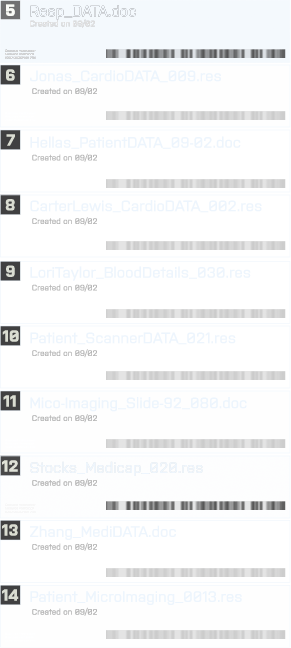 5 Resp_DATA.doc
Created on 09/02
6 Jonas_CardioDATA_009.res
Created on 09/02
7 Helias_PatientDATA_09-02.doc
Created on 09/02
8 CarterLewis_CardioDATA_002.res
Created on 09/02
9 LoriTaylor_BloodDetails_030.res
Created on 09/02
10 Patient_ScannerDATA_021.res
Created on 09/02
11 Mico-imaging_Slide-92_080.doc
Created on 09/02
12 Stocks_Medicap_020.res
Created on 09/02
13 Zhang_MediDATA.doc
Created on 09/02
14 Patient_MicroImaging_0013.res
Created on 09/02